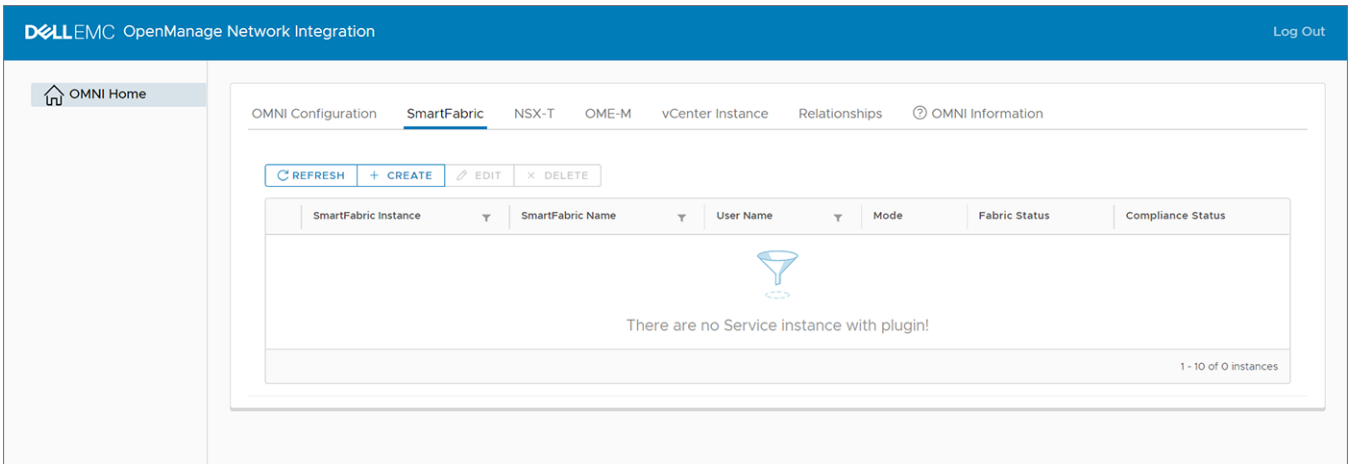 DELLEMC OpenManage Network Integration Log Out
OMNI Home
OMNI Configuration SmartFabric NSX-T OME-M vCenter Instance Relationships ? OMNI Information
REFRESH + CREATE EDIT × DELETE
SmartFabric Instance SmartFabric Name User Name Mode Fabric Status Compliance Status
There are no Service instance with plugin!
1 - 10 of 0 instances